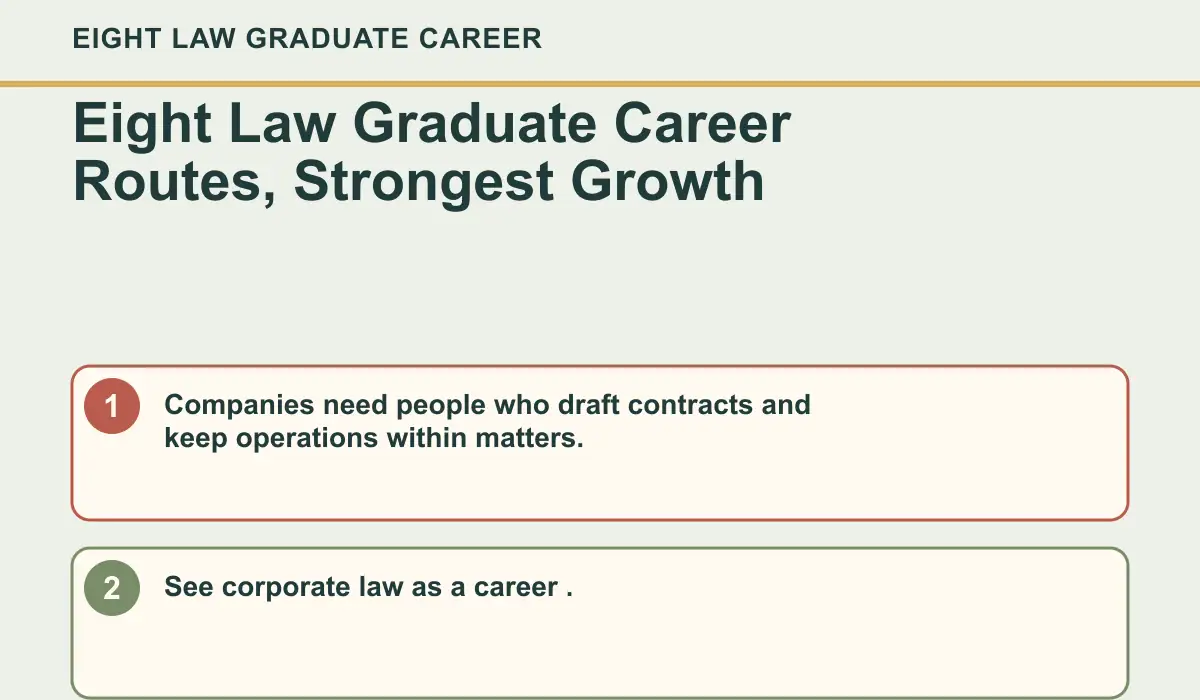 EIGHT LAW GRADUATE CAREER
Eight Law Graduate Career
Routes, Strongest Growth
1
Companies need people who draft contracts and
keep operations within matters.
2
See corporate law as a career .